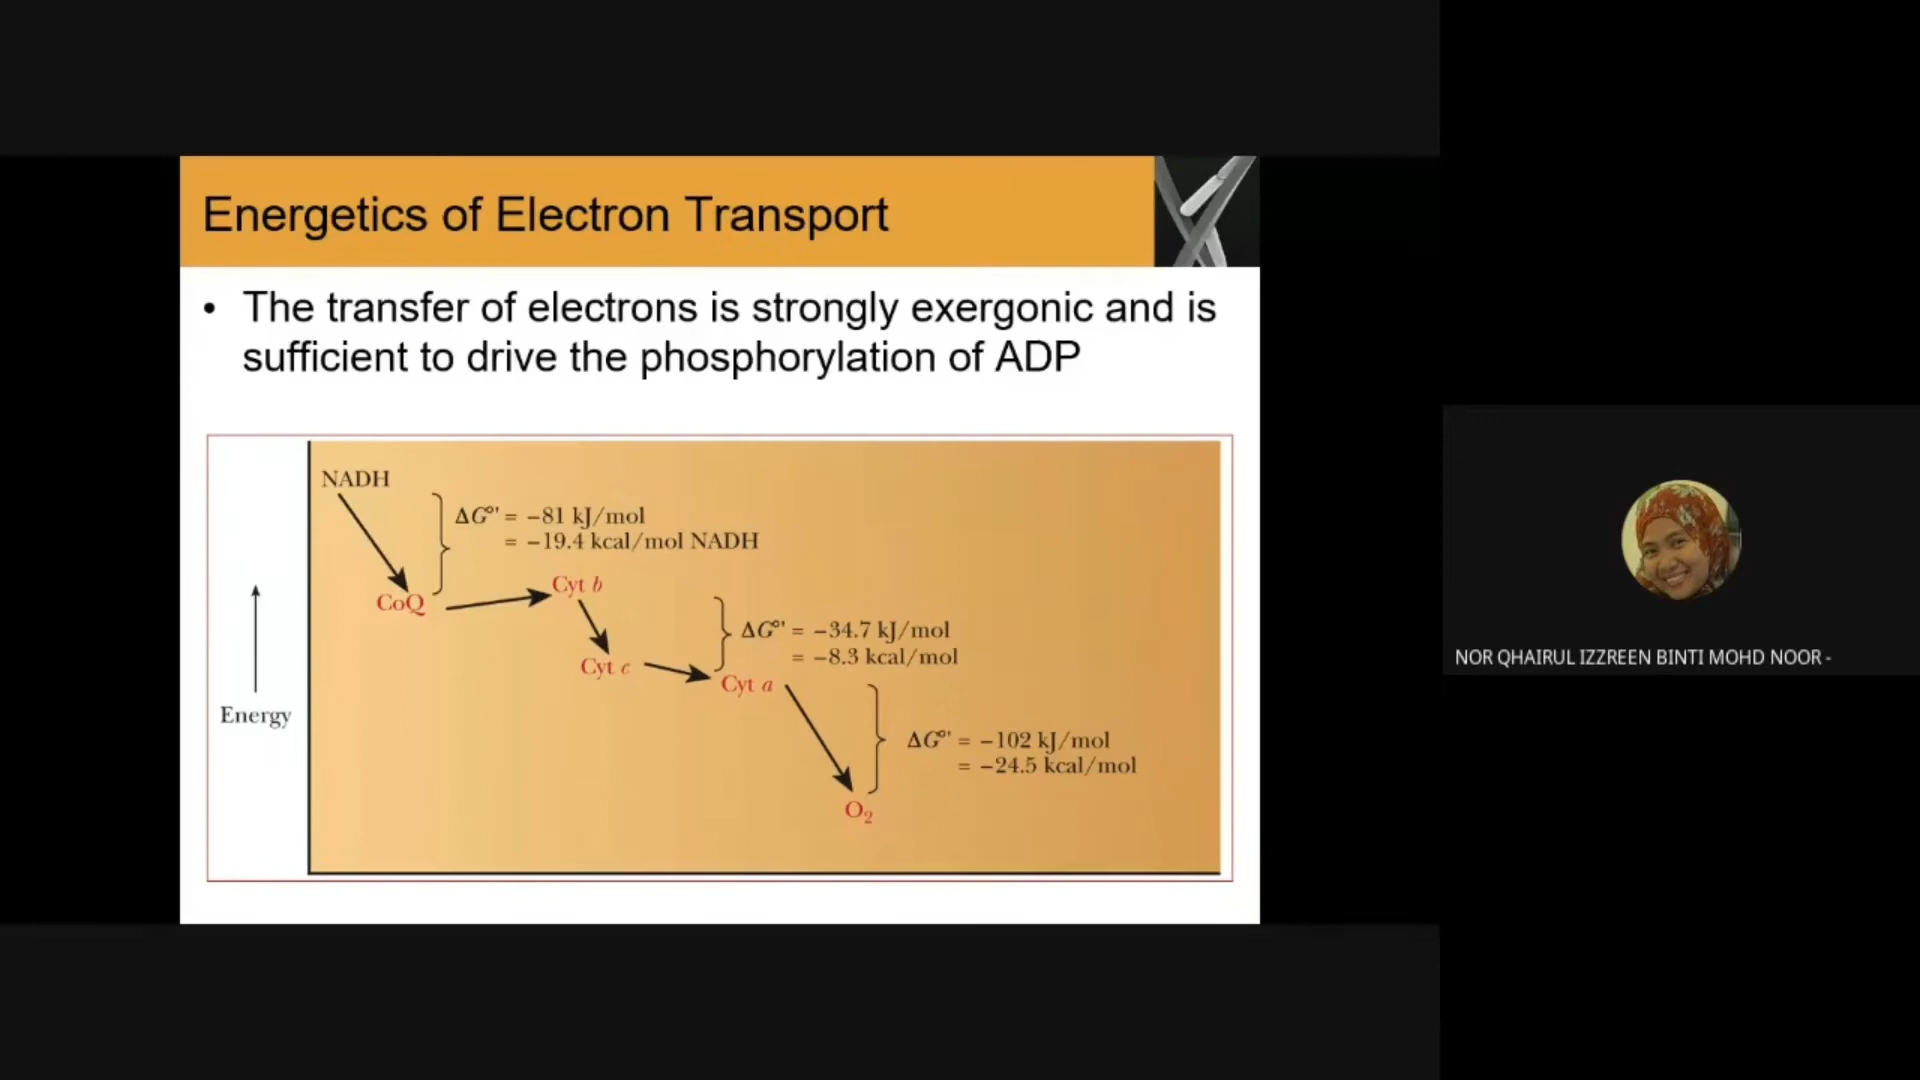 Energetics of Electron Transport
• The transfer of electrons is strongly exergonic and is
sufficient to drive the phosphorylation of ADP
NADH
ΔG°' = −81 kJ/mol
= −19.4 kcal/mol NADH
CoQ
Cyt b
ΔG°' = −34.7 kJ/mol
= −8.3 kcal/mol
Cyt c
Cyt a
Energy
ΔG°' = −102 kJ/mol
= −24.5 kcal/mol
O₂
NOR QHAIRUL IZZREEN BINTI MOHD NOOR -